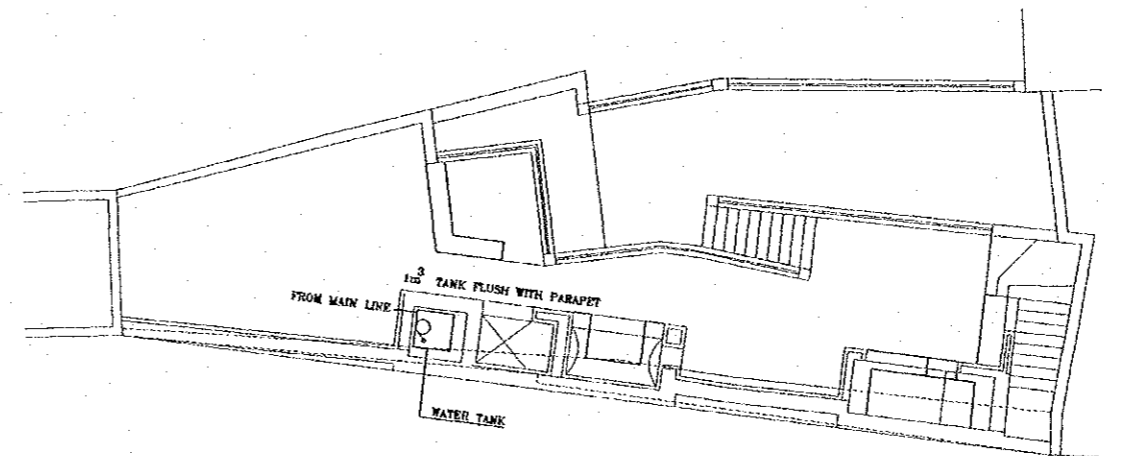 1m³ TANK FLUSH WITH PARAPET
FROM MAIN LINE
WATER TANK